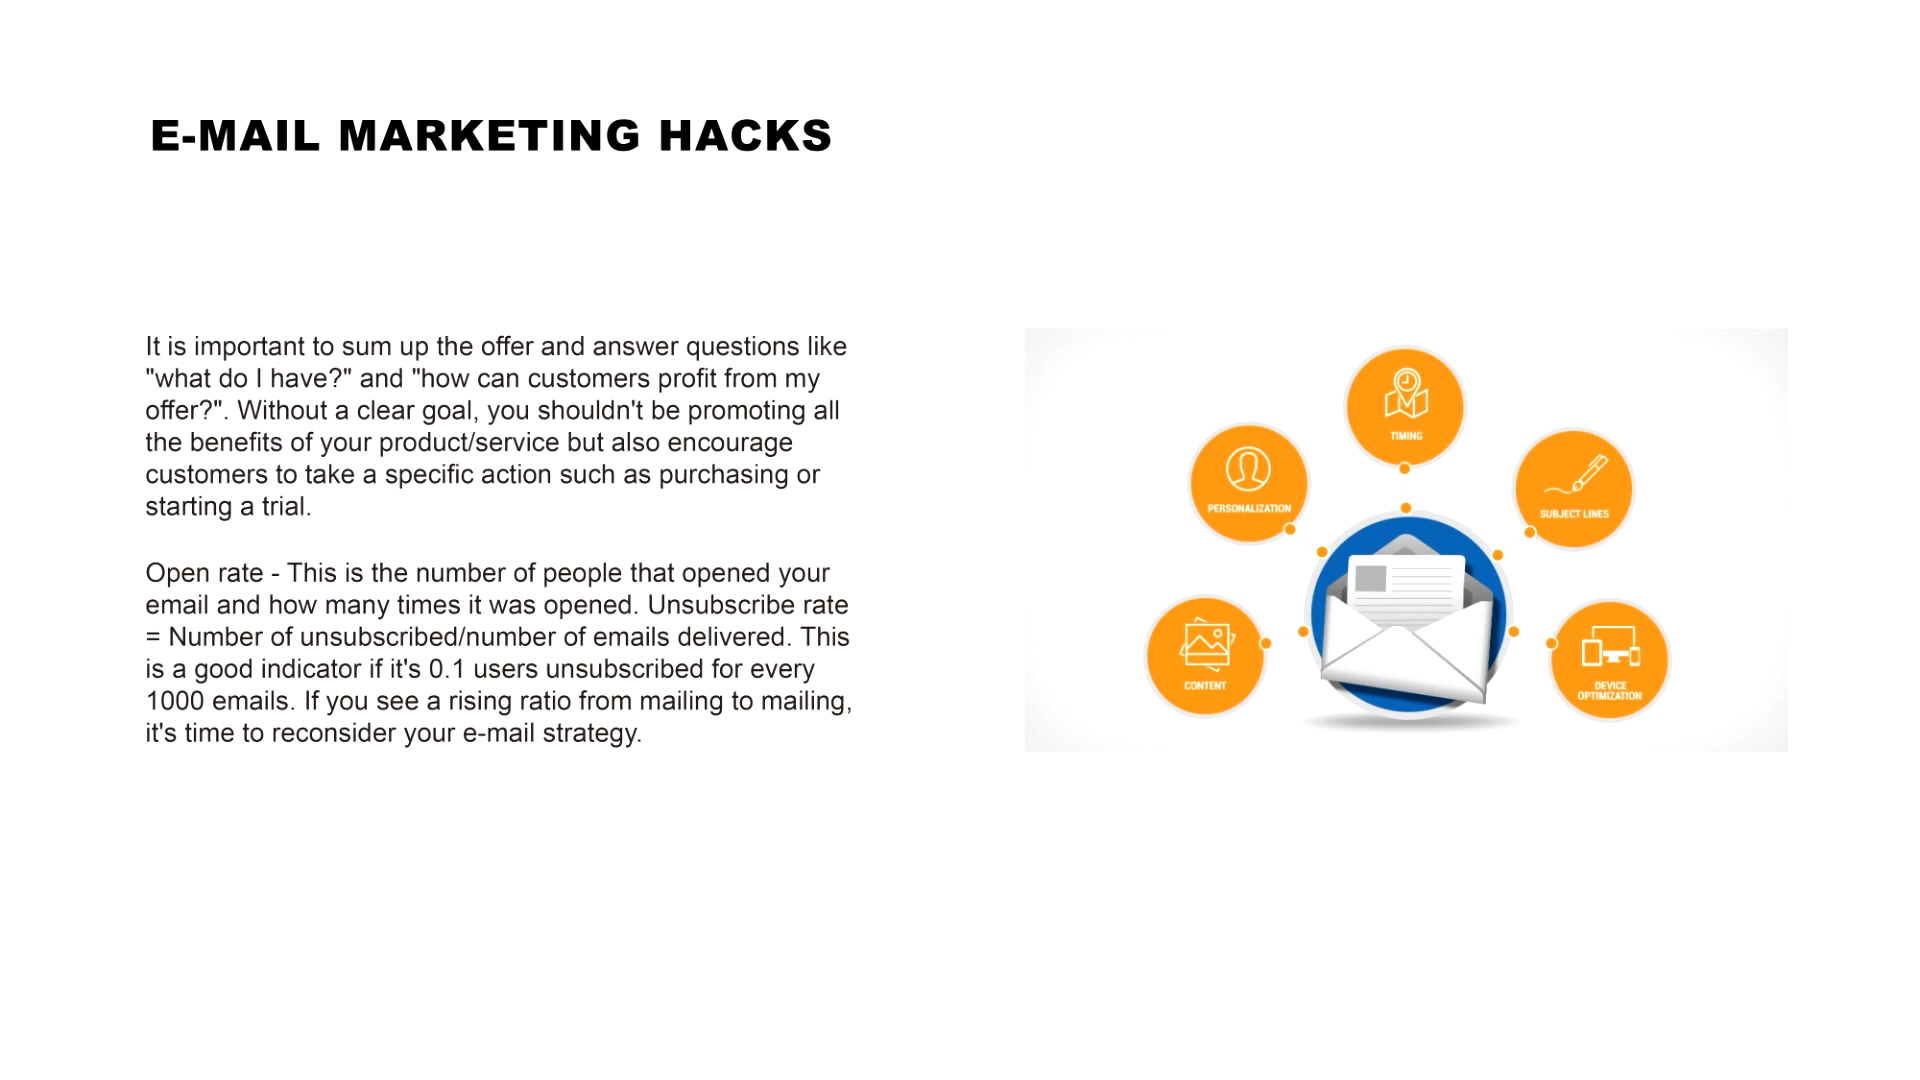 E-MAIL MARKETING HACKS
It is important to sum up the offer and answer questions like
"what do I have?" and "how can customers profit from my
offer?". Without a clear goal, you shouldn't be promoting all
the benefits of your product/service but also encourage
customers to take a specific action such as purchasing or
starting a trial.
Open rate - This is the number of people that opened your
email and how many times it was opened. Unsubscribe rate
= Number of unsubscribed/number of emails delivered. This
is a good indicator if it's 0.1 users unsubscribed for every
1000 emails. If you see a rising ratio from mailing to mailing,
it's time to reconsider your e-mail strategy.
TIMING
PERSONALIZATION
SUBJECT LINES
CONTENT
DEVICE
OPTIMIZATION